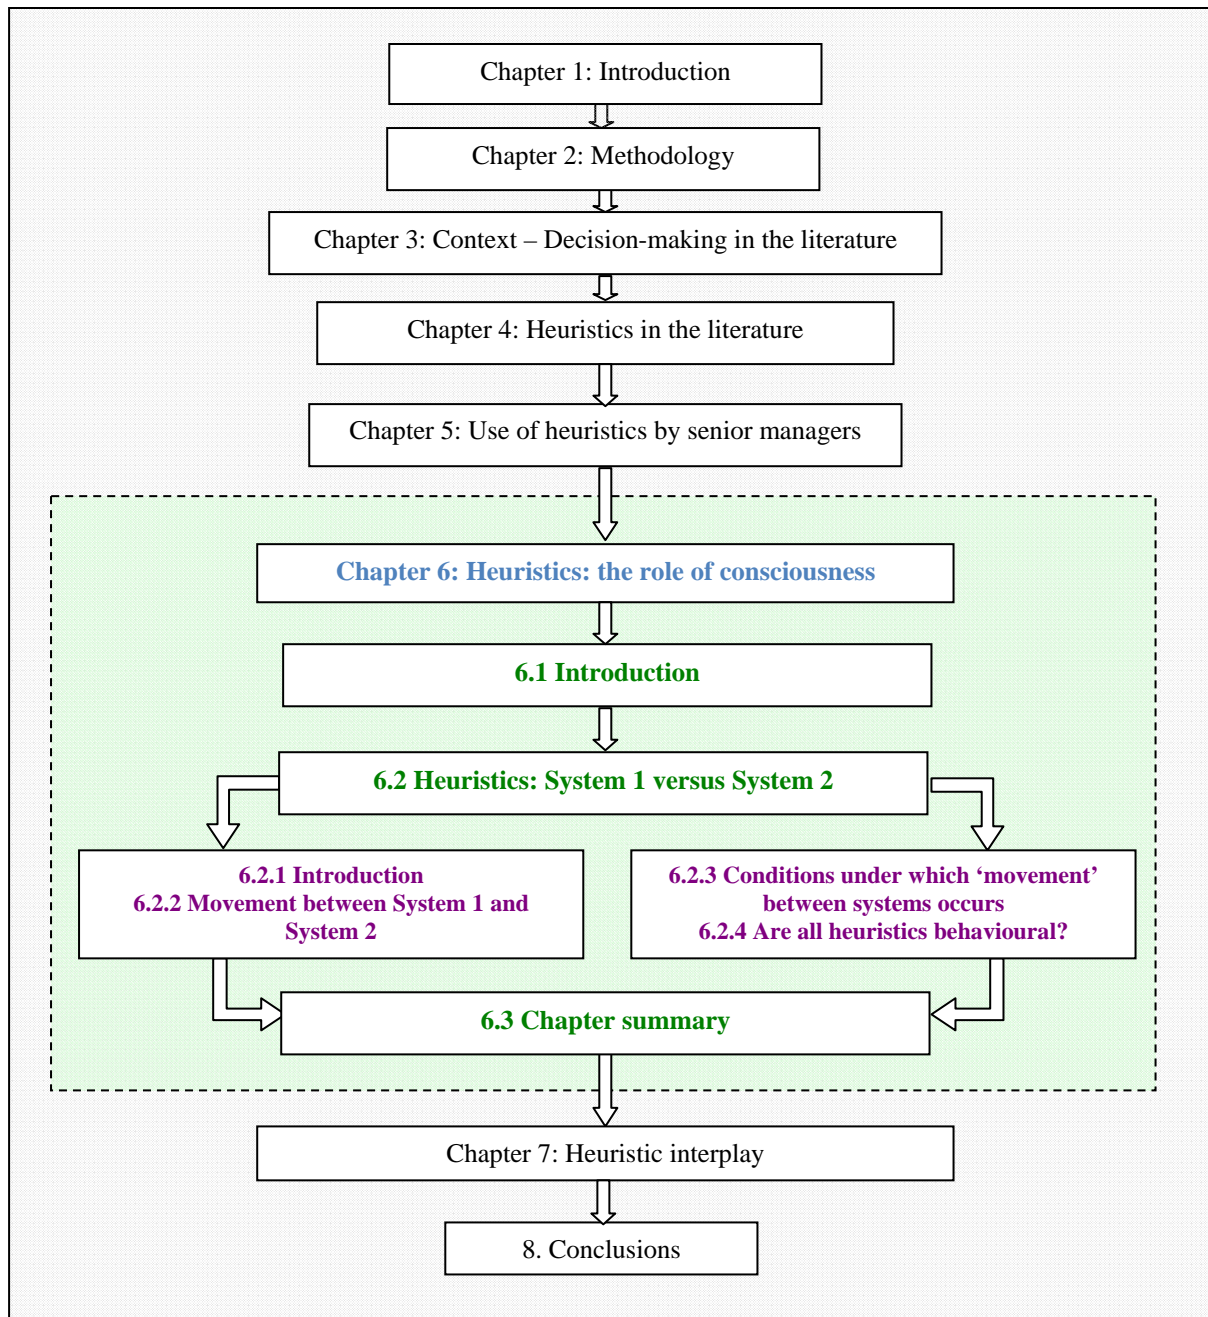 Chapter 1: Introduction
Chapter 2: Methodology
Chapter 3: Context – Decision-making in the literature
Chapter 4: Heuristics in the literature
Chapter 5: Use of heuristics by senior managers
Chapter 6: Heuristics: the role of consciousness
6.1 Introduction
6.2 Heuristics: System 1 versus System 2
6.2.1 Introduction
6.2.2 Movement between System 1 and
System 2
6.2.3 Conditions under which ‘movement’
between systems occurs
6.2.4 Are all heuristics behavioural?
6.3 Chapter summary
Chapter 7: Heuristic interplay
8. Conclusions